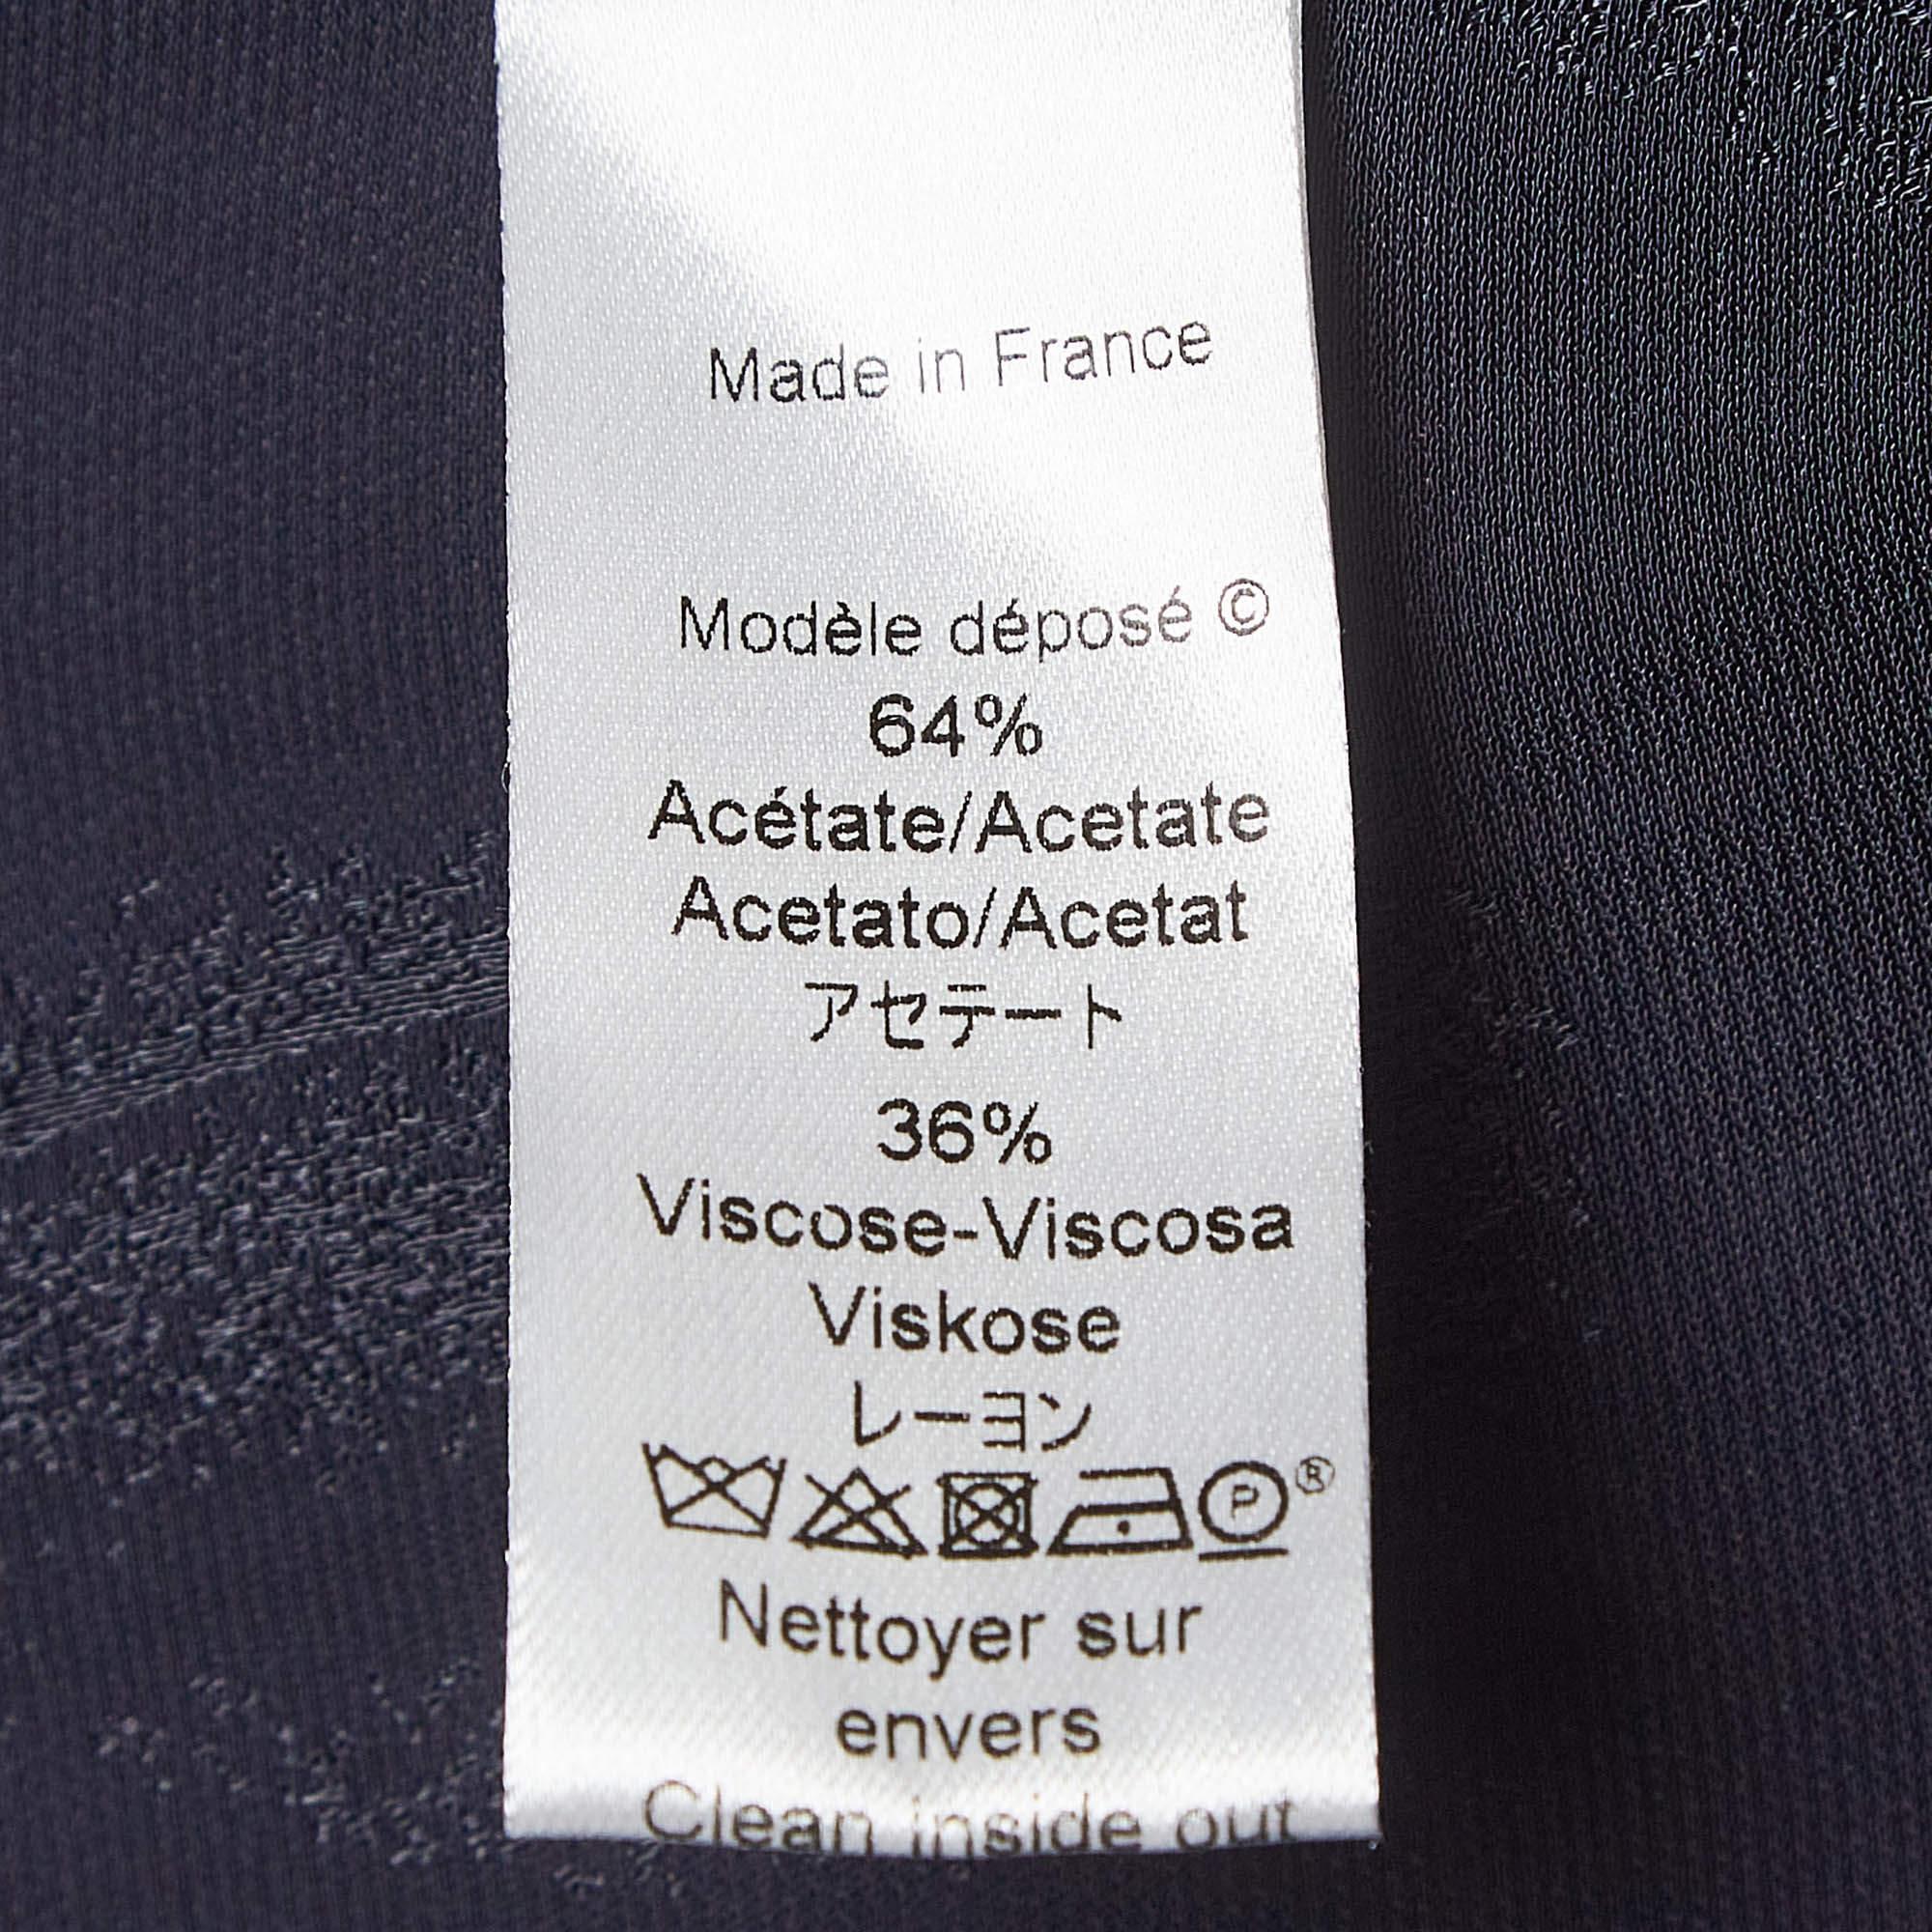 Made in France
Modèle déposé ©
64%
Acétate/Acetate
Acetato/Acetat
アセテート
36%
Viscose-Viscosa
Viskose
レーヨン
P ®
Nettoyer sur
envers
Clean inside out